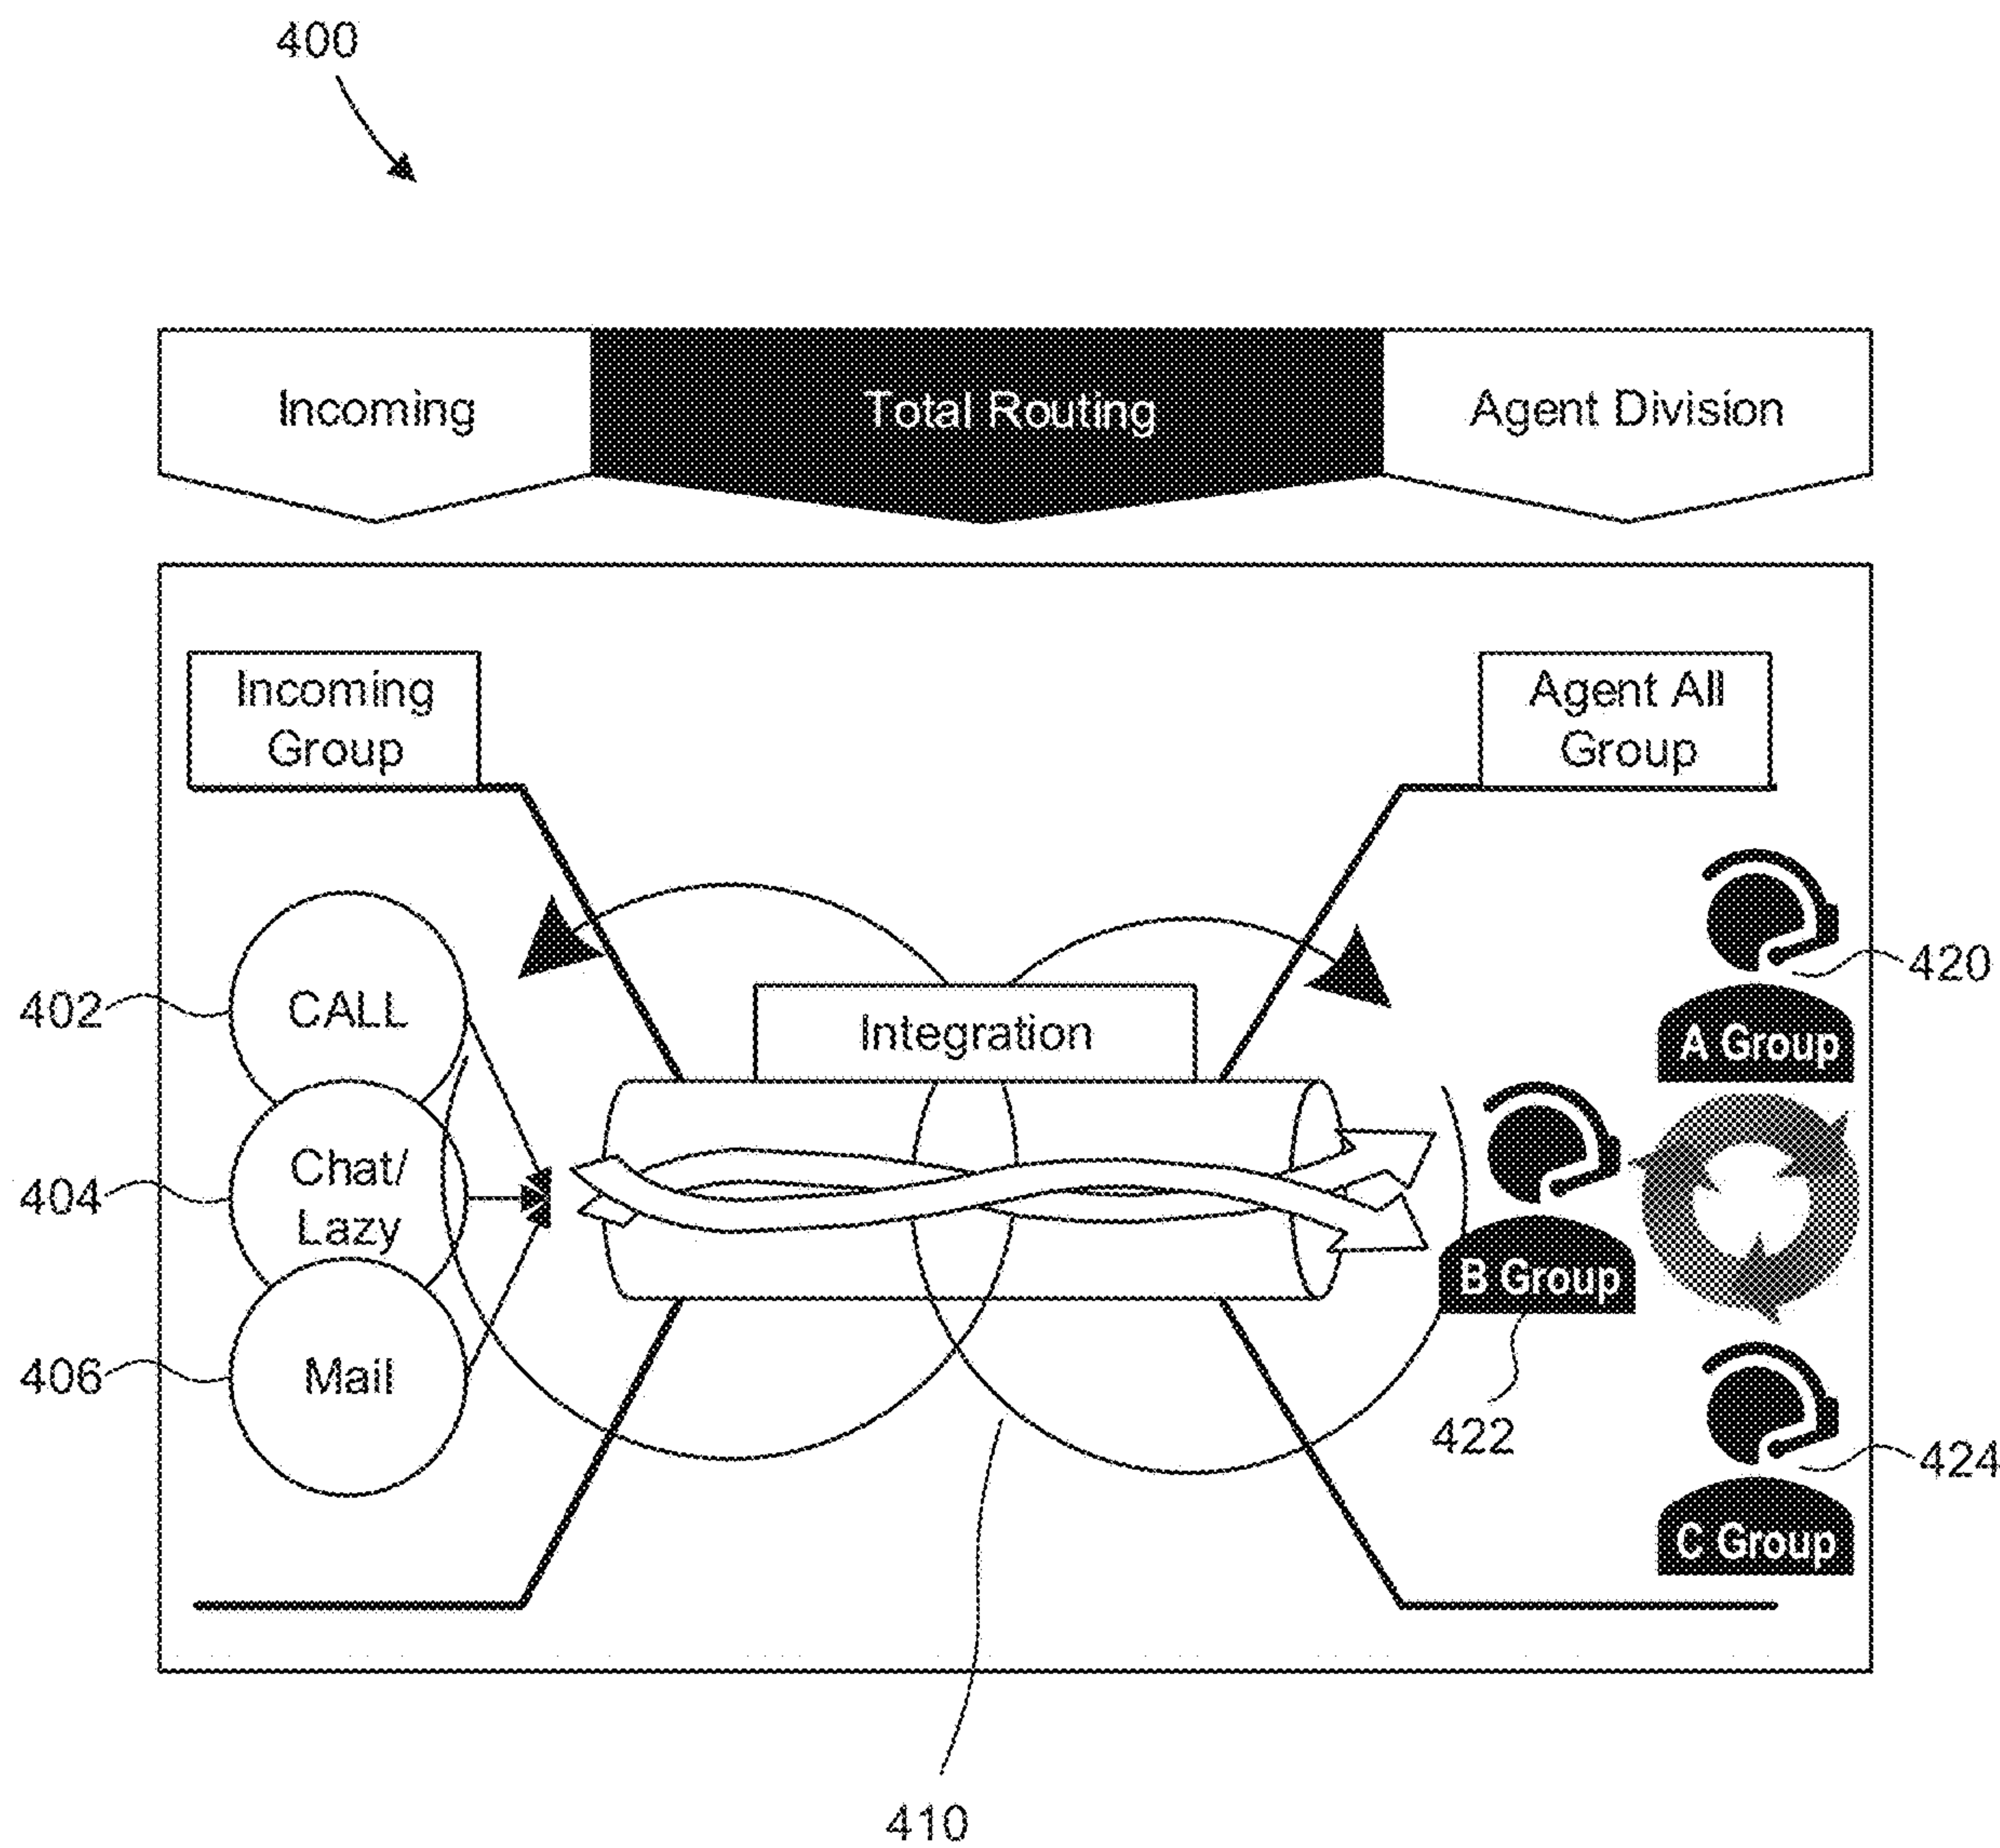 400
Incoming
Total Routing
Agent Division
Incoming
Group
Agent All
Group
402
CALL
Integration
420
A Group
404
Chat/
Lazy
B Group
406
Mail
422
424
C Group
410